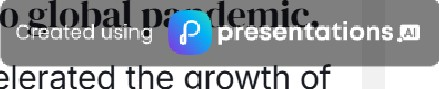 o global pandemic.
Created using presentations.AI
elerated the growth of